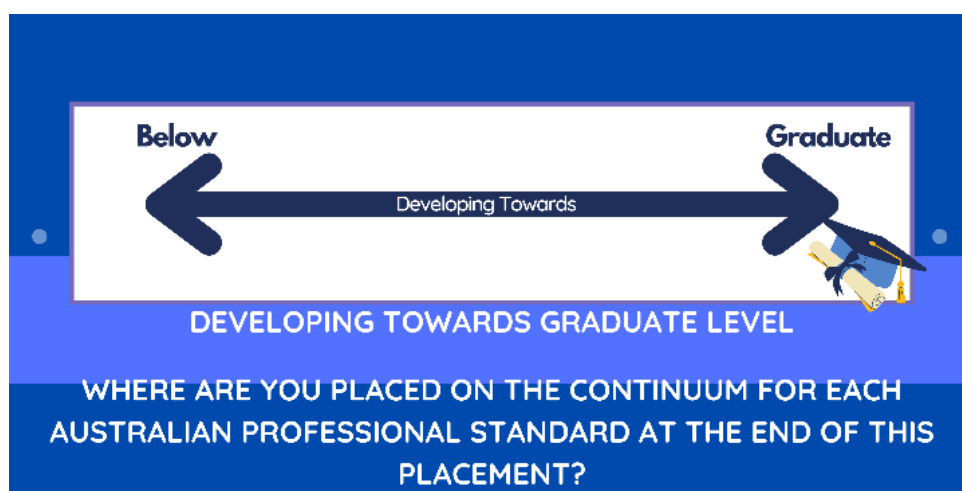 Below
Graduate
Developing Towards
DEVELOPING TOWARDS GRADUATE LEVEL
WHERE ARE YOU PLACED ON THE CONTINUUM FOR EACH
AUSTRALIAN PROFESSIONAL STANDARD AT THE END OF THIS
PLACEMENT?